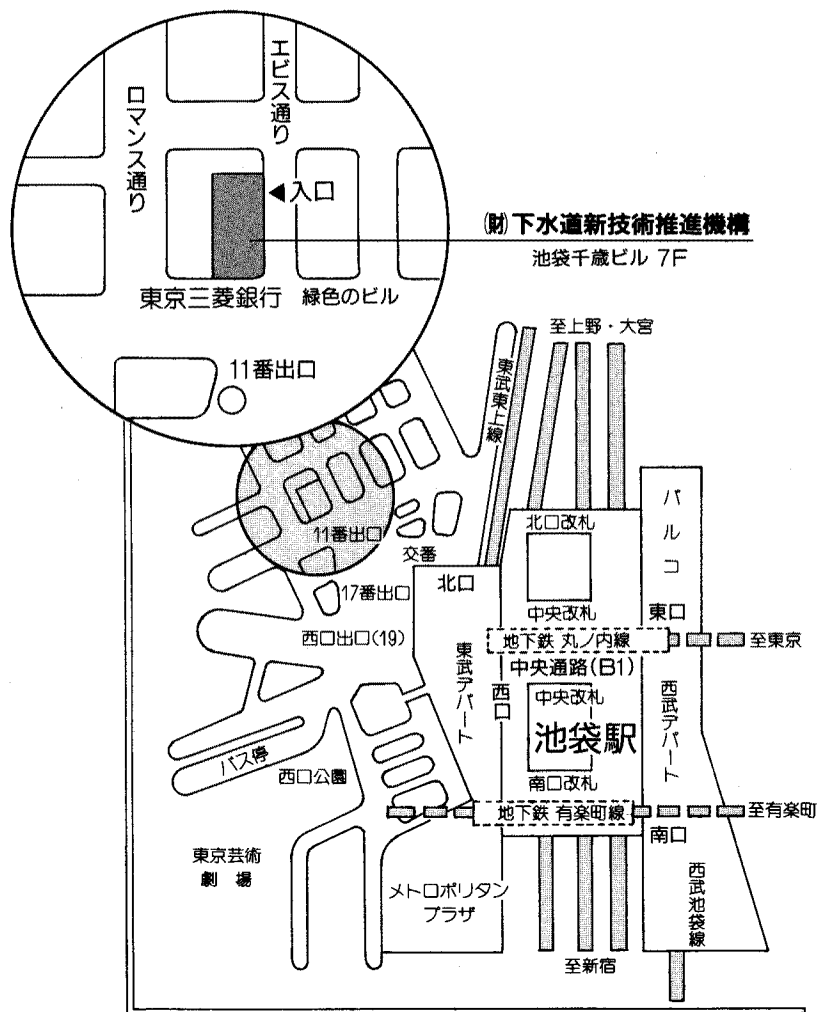 エビス通り
ロマンス通り
入口
(財)下水道新技術推進機構
池袋千歳ビル 7F
東京三菱銀行
緑色のビル
11番出口
至上野・大宮
東武東上線
パルコ
北口改札
11番出口
交番
北口
17番出口
中央改札
東口
西口出口(19)
地下鉄 丸ノ内線
至東京
中央通路(B1)
東武デパート
西口
中央改札
西武デパート
池袋駅
バス停
西口公園
南口改札
地下鉄 有楽町線
至有楽町
南口
東京芸術
劇場
メトロポリタン
プラザ
西武池袋線
至新宿